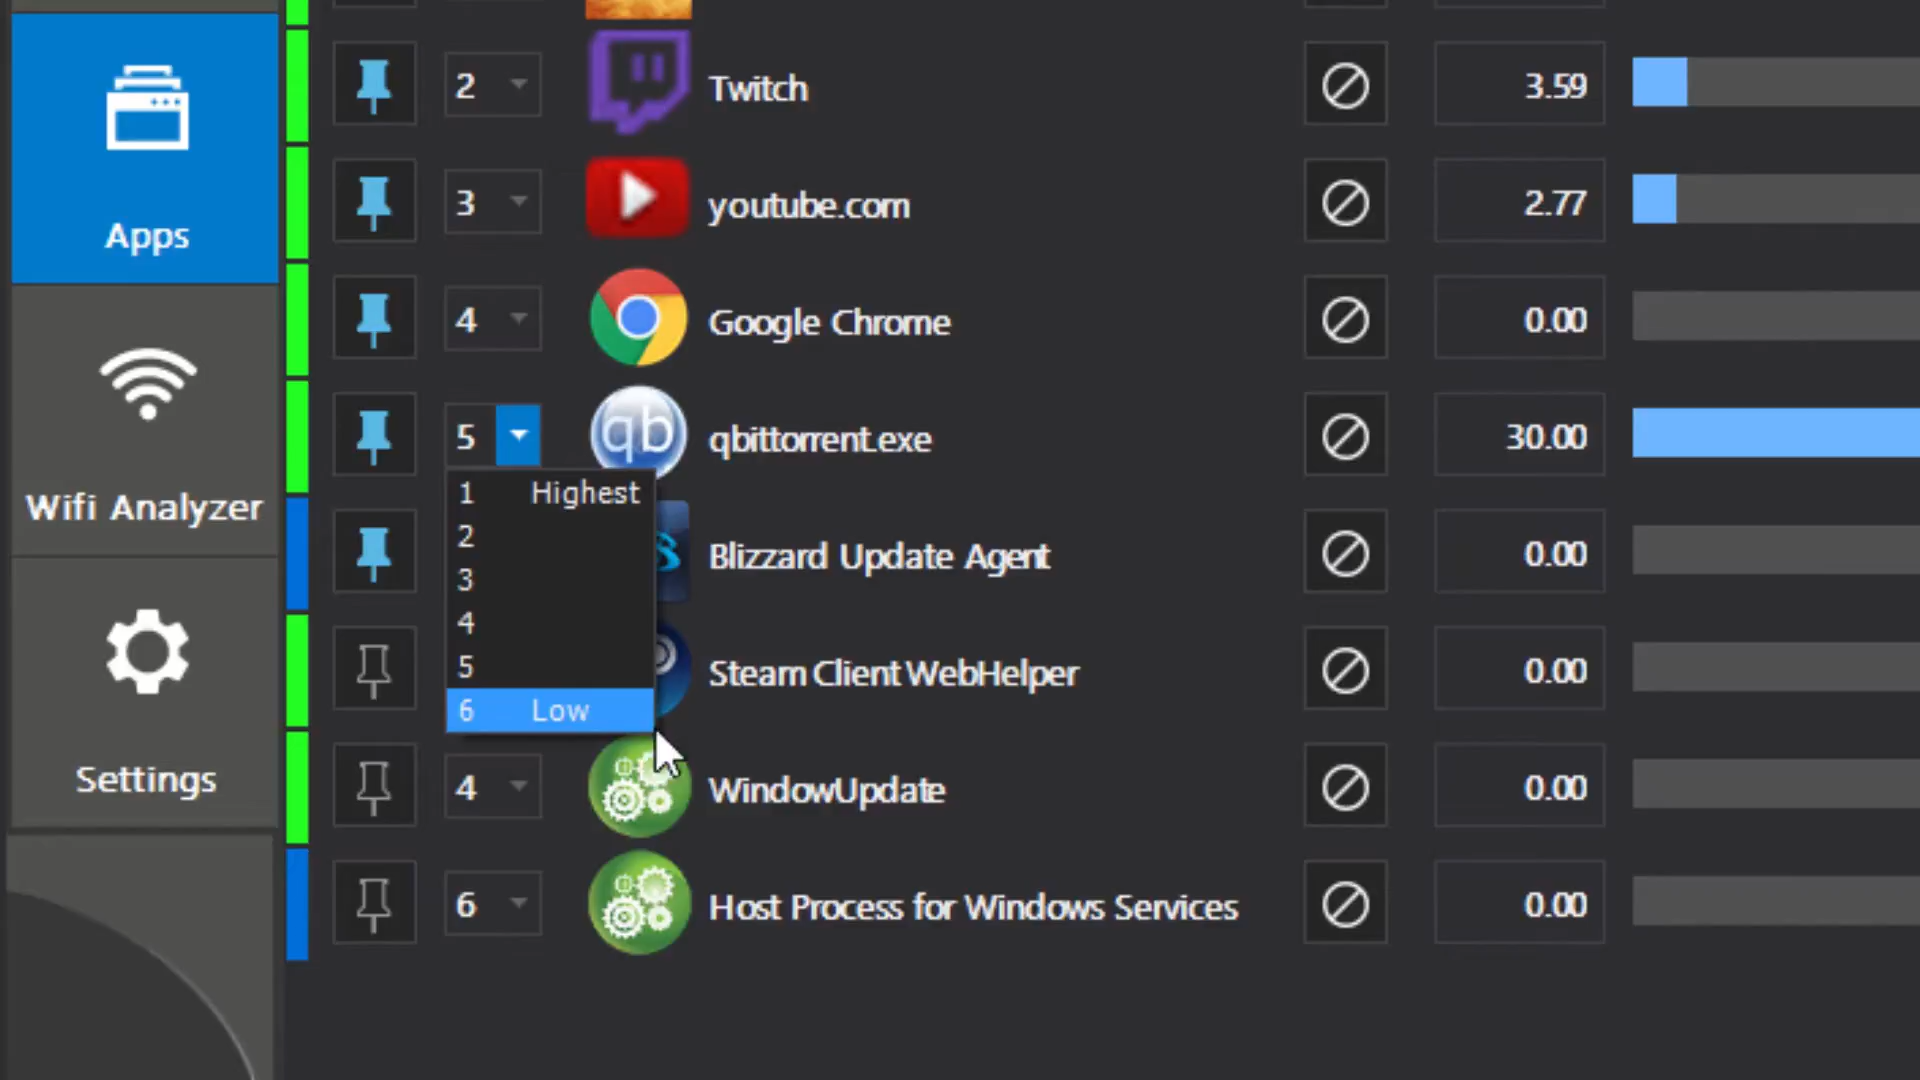 2 Twitch 3.59
Apps
3 youtube.com 2.77
4 Google Chrome 0.00
5 qb qbittorrent.exe 30.00
Wifi Analyzer
1 Highest
2
3
4
5
6 Low
Blizzard Update Agent 0.00
Steam Client WebHelper 0.00
Settings
4 WindowUpdate 0.00
6 Host Process for Windows Services 0.00